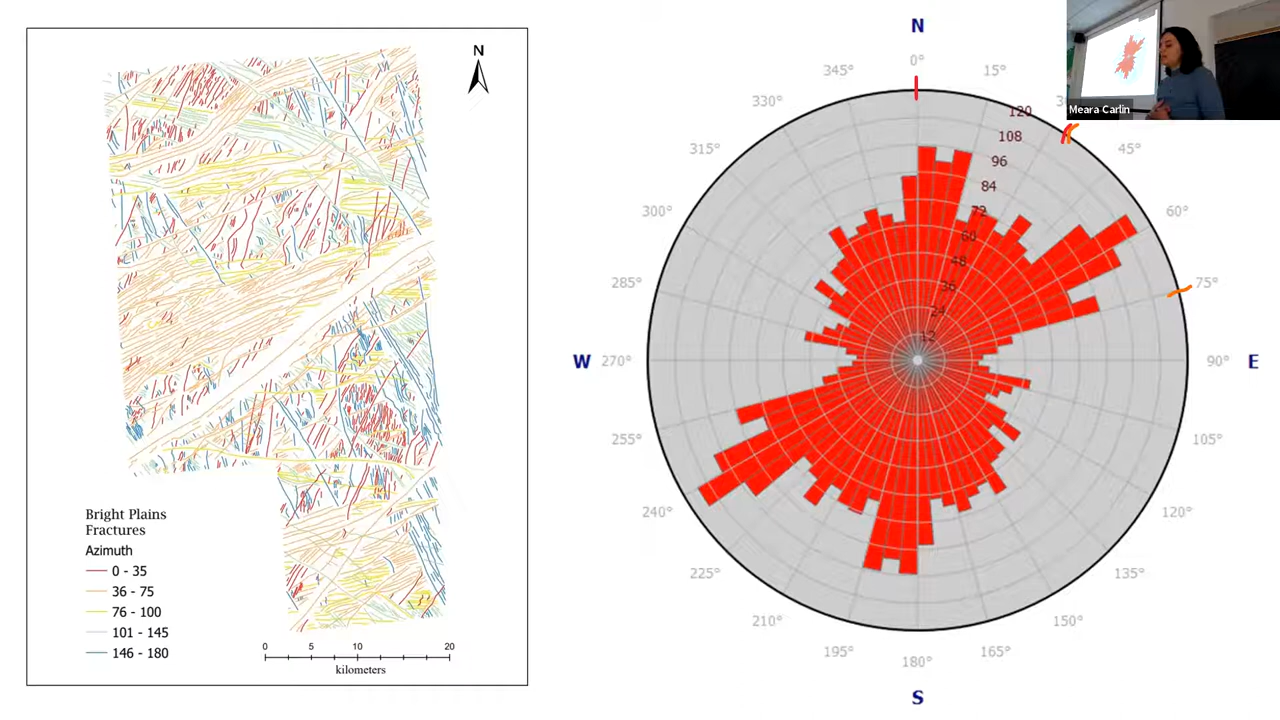 N
Bright Plains
Fractures
Azimuth
0 - 35
36 - 75
76 - 100
101 - 145
146 - 180
0 5 10 20
kilometers
N
0°
15°
45°
60°
75°
90°
E
105°
120°
135°
150°
165°
180°
S
195°
210°
225°
240°
255°
270°
W
285°
300°
315°
330°
345°
120
108
96
84
72
60
48
36
24
12
Meara Carlin